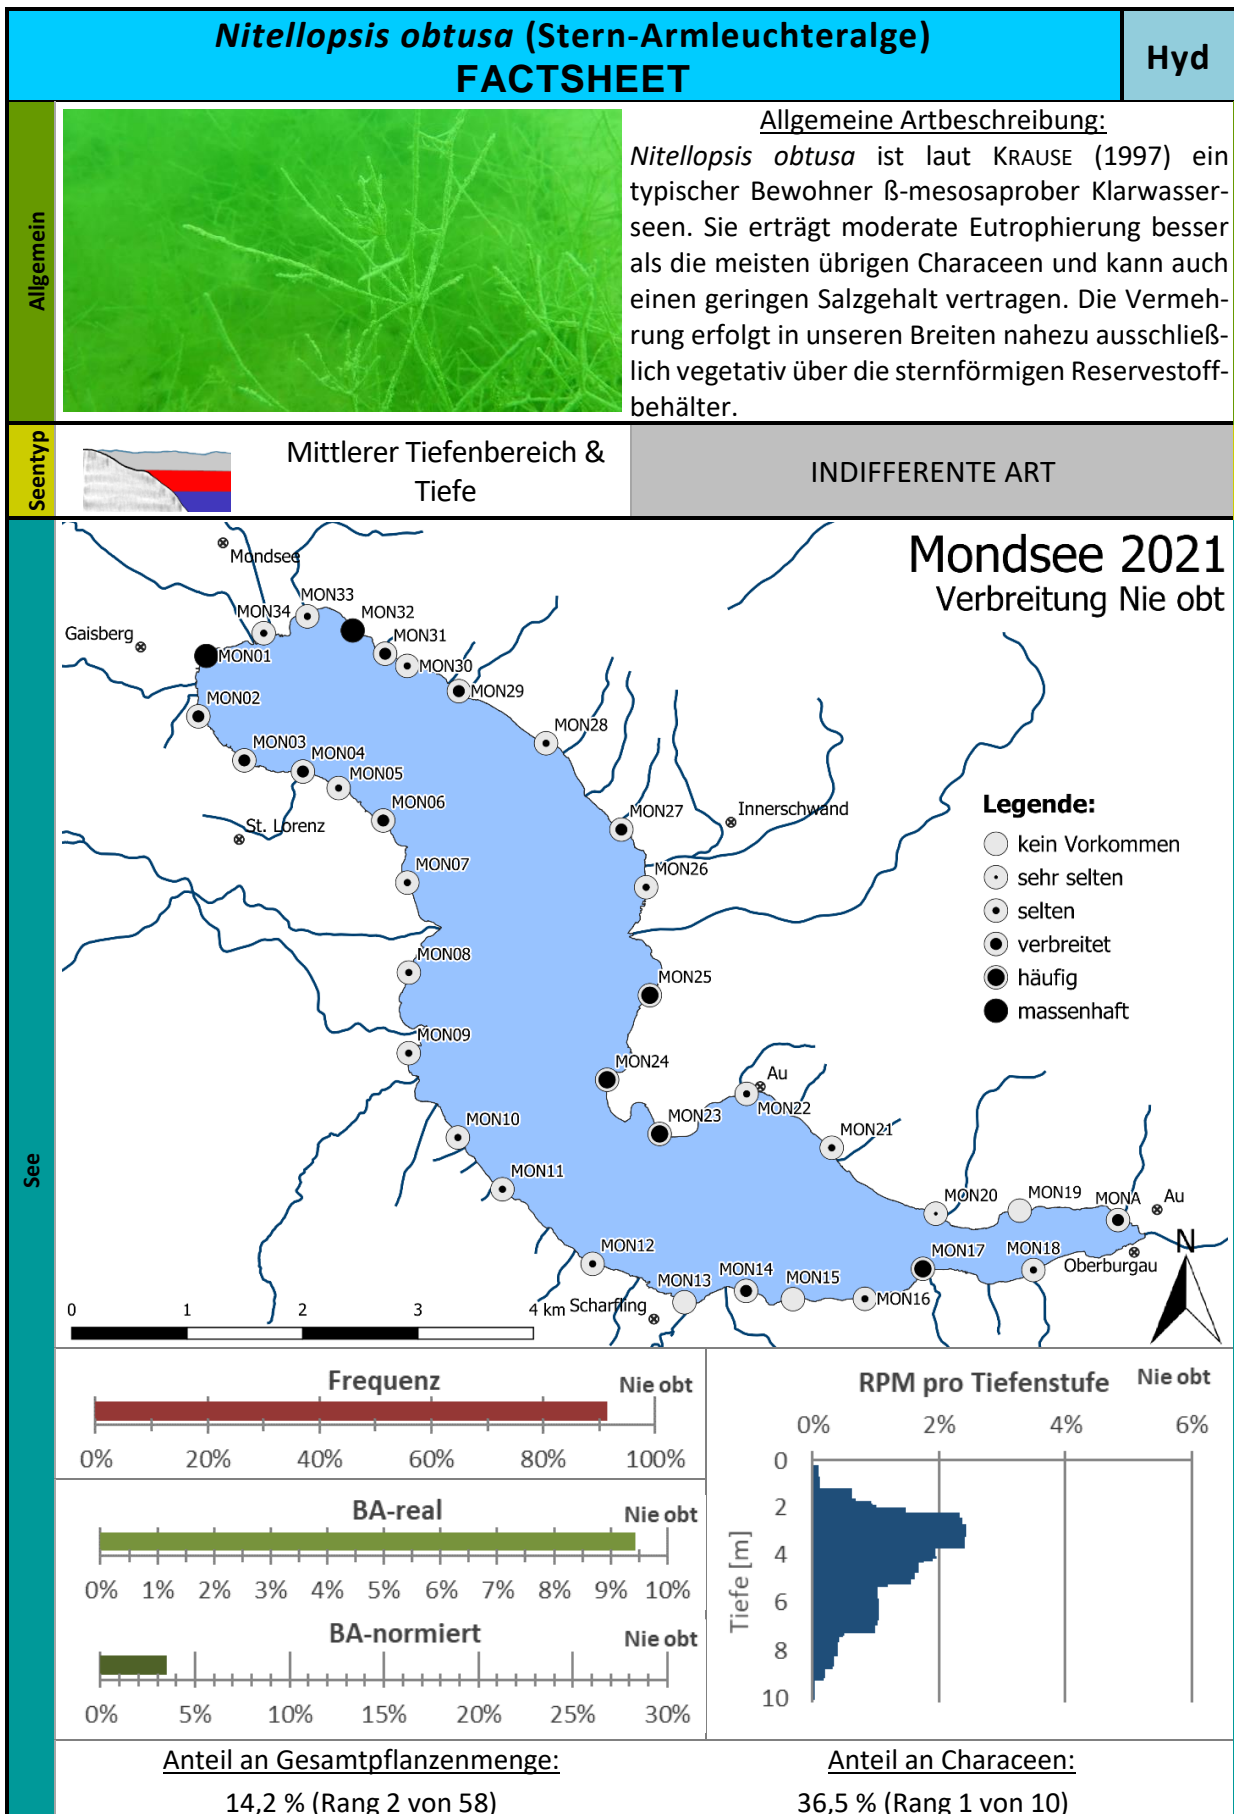 Nitellopsis obtusa (Stern-Armleuchteralge)
FACTSHEET
Hyd
Allgemein
Allgemeine Artbeschreibung:
Nitellopsis obtusa ist laut KRAUSE (1997) ein
typischer Bewohner ß-mesosaprober Klarwasser-
seen. Sie erträgt moderate Eutrophierung besser
als die meisten übrigen Characeen und kann auch
einen geringen Salzgehalt vertragen. Die Vermeh-
rung erfolgt in unseren Breiten nahezu ausschließ-
lich vegetativ über die sternförmigen Reservestoff-
behälter.
Seentyp
Mittlerer Tiefenbereich &
Tiefe
INDIFFERENTE ART
See
Mondsee 2021
Verbreitung Nie obt
Mondsee
MON33
MON34
MON32
Gaisberg
MON31
MON01
MON30
MON29
MON02
MON28
MON03
MON04
MON05
MON06
St. Lorenz
MON27
Innerschwand
MON07
MON26
MON08
MON25
MON09
MON24
Au
MON22
MON10
MON23
MON21
MON11
MON20
MON19
MONA
Au
MON12
MON17
MON18
Oberburgau
N
MON13
MON14
MON15
MON16
Scharfling
0 1 2 3 4 km
Legende:
kein Vorkommen
sehr selten
selten
verbreitet
häufig
massenhaft
Frequenz
Nie obt
0% 20% 40% 60% 80% 100%
BA-real
Nie obt
0% 1% 2% 3% 4% 5% 6% 7% 8% 9% 10%
BA-normiert
Nie obt
0% 5% 10% 15% 20% 25% 30%
RPM pro Tiefenstufe
Nie obt
0% 2% 4% 6%
Tiefe [m]
0
2
4
6
8
10
Anteil an Gesamtpflanzenmenge:
14,2 % (Rang 2 von 58)
Anteil an Characeen:
36,5 % (Rang 1 von 10)